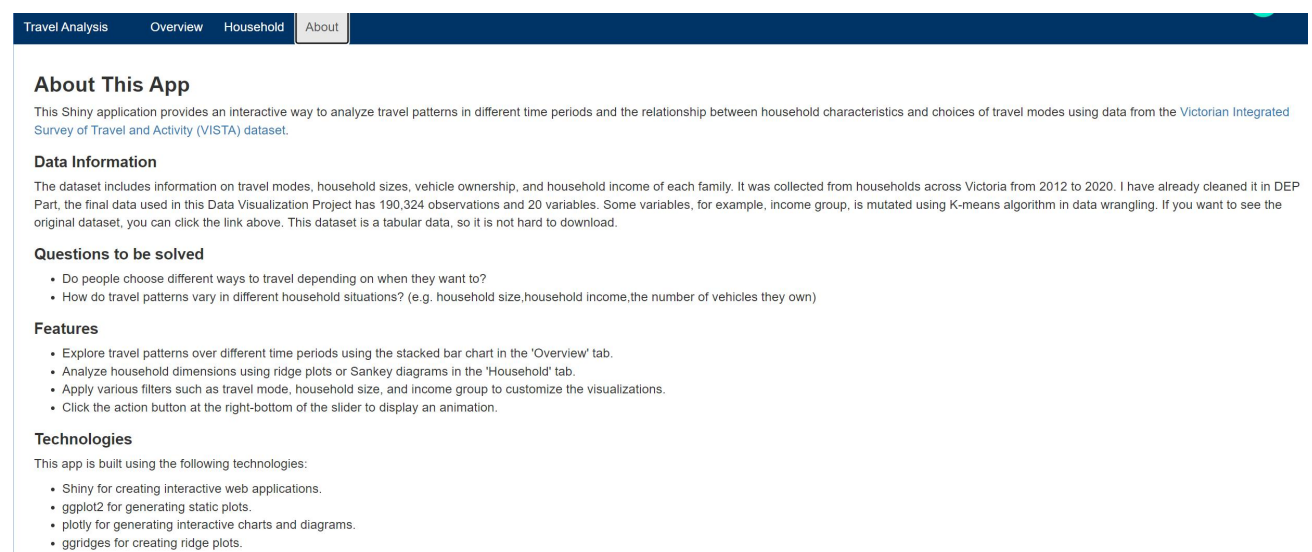 Travel Analysis Overview Household About
About This App
This Shiny application provides an interactive way to analyze travel patterns in different time periods and the relationship between household characteristics and choices of travel modes using data from the Victorian Integrated
Survey of Travel and Activity (VISTA) dataset.
Data Information
The dataset includes information on travel modes, household sizes, vehicle ownership, and household income of each family. It was collected from households across Victoria from 2012 to 2020. I have already cleaned it in DEP
Part, the final data used in this Data Visualization Project has 190,324 observations and 20 variables. Some variables, for example, income group, is mutated using K-means algorithm in data wrangling. If you want to see the
original dataset, you can click the link above. This dataset is a tabular data, so it is not hard to download.
Questions to be solved
• Do people choose different ways to travel depending on when they want to?
• How do travel patterns vary in different household situations? (e.g. household size,household income,the number of vehicles they own)
Features
• Explore travel patterns over different time periods using the stacked bar chart in the 'Overview' tab.
• Analyze household dimensions using ridge plots or Sankey diagrams in the 'Household' tab.
• Apply various filters such as travel mode, household size, and income group to customize the visualizations.
• Click the action button at the right-bottom of the slider to display an animation.
Technologies
This app is built using the following technologies:
• Shiny for creating interactive web applications.
• ggplot2 for generating static plots.
• plotly for generating interactive charts and diagrams.
• ggridges for creating ridge plots.